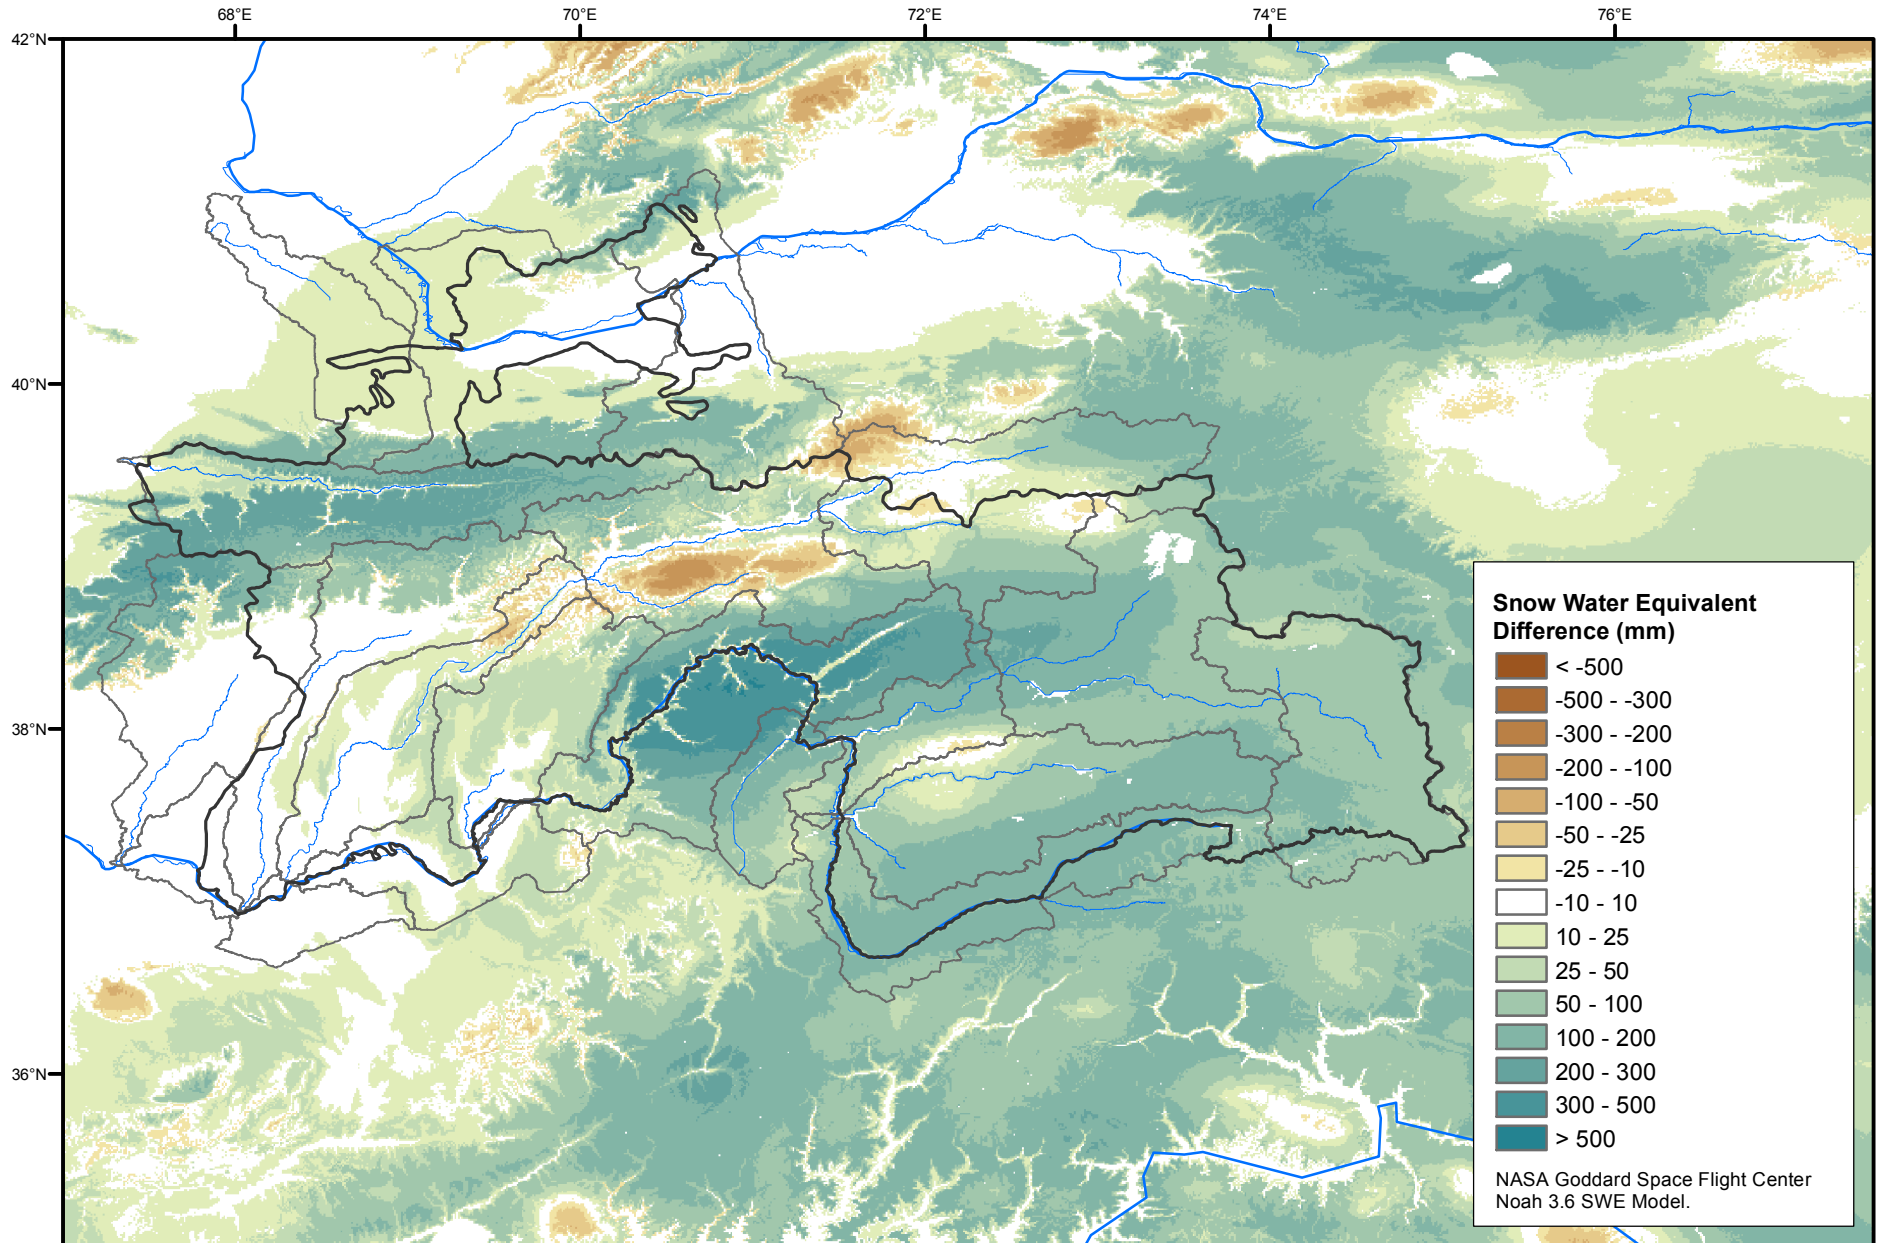 68°E
70°E
72°E
74°E
76°E
42°N
40°N
38°N
36°N
Snow Water Equivalent
Difference (mm)
< -500
-500 - -300
-300 - -200
-200 - -100
-100 - -50
-50 - -25
-25 - -10
-10 - 10
10 - 25
25 - 50
50 - 100
100 - 200
200 - 300
300 - 500
> 500
NASA Goddard Space Flight Center
Noah 3.6 SWE Model.